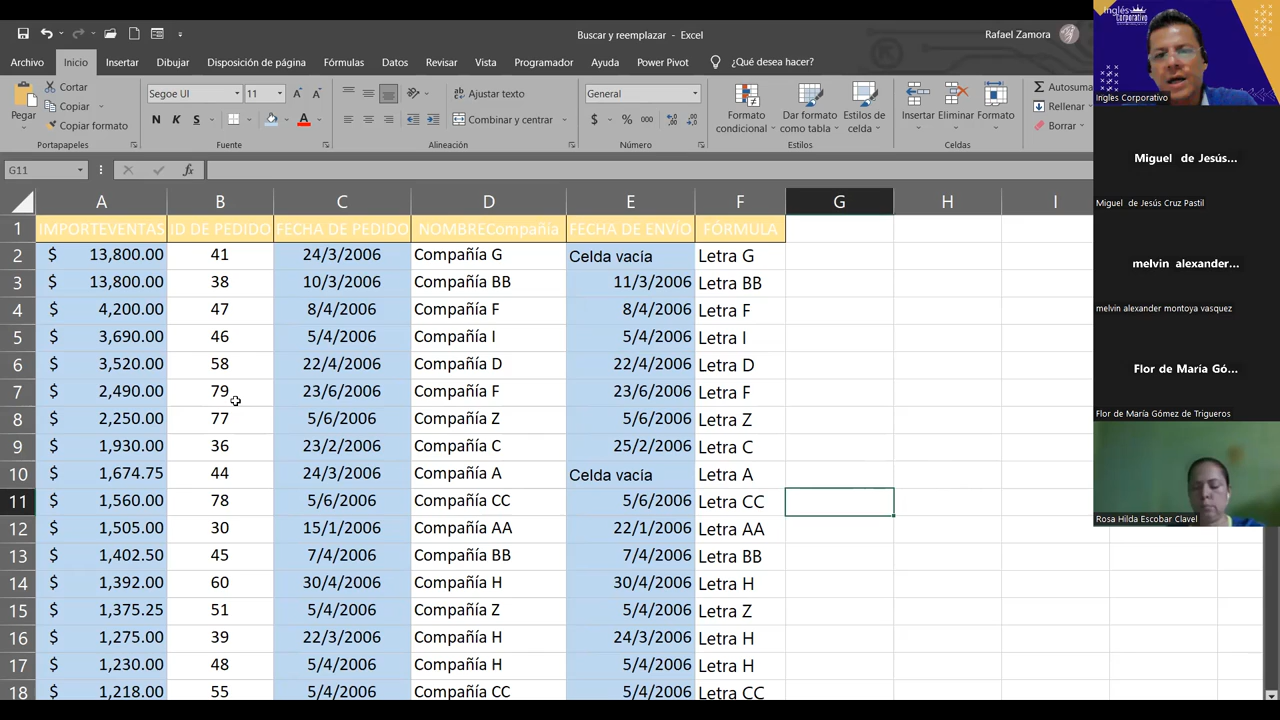 Buscar y reemplazar - Excel
Rafael Zamora
Archivo Inicio Insertar Dibujar Disposición de página Fórmulas Datos Revisar Vista Programador Ayuda Power Pivot ¿Qué desea hacer?
Pegar Cortar Copiar Copiar formato Portapapeles
Segoe UI 11 N K S A Fuente
Ajustar texto Combinar y centrar Alineación
General $ % 000 Número
Formato condicional Dar formato como tabla Estilos de celda Estilos
Insertar Eliminar Formato Celdas
Autosuma Rellenar Borrar
G11 fx
A B C D E F G H I
1 IMPORTEVENTAS ID DE PEDIDO FECHA DE PEDIDO NOMBRECompañia FECHA DE ENVÍO FÓRMULA
2 $ 13,800.00 41 24/3/2006 Compañía G Celda vacía Letra G
3 $ 13,800.00 38 10/3/2006 Compañía BB 11/3/2006 Letra BB
4 $ 4,200.00 47 8/4/2006 Compañía F 8/4/2006 Letra F
5 $ 3,690.00 46 5/4/2006 Compañía I 5/4/2006 Letra I
6 $ 3,520.00 58 22/4/2006 Compañía D 22/4/2006 Letra D
7 $ 2,490.00 79 23/6/2006 Compañía F 23/6/2006 Letra F
8 $ 2,250.00 77 5/6/2006 Compañía Z 5/6/2006 Letra Z
9 $ 1,930.00 36 23/2/2006 Compañía C 25/2/2006 Letra C
10 $ 1,674.75 44 24/3/2006 Compañía A Celda vacía Letra A
11 $ 1,560.00 78 5/6/2006 Compañía CC 5/6/2006 Letra CC
12 $ 1,505.00 30 15/1/2006 Compañía AA 22/1/2006 Letra AA
13 $ 1,402.50 45 7/4/2006 Compañía BB 7/4/2006 Letra BB
14 $ 1,392.00 60 30/4/2006 Compañía H 30/4/2006 Letra H
15 $ 1,375.25 51 5/4/2006 Compañía Z 5/4/2006 Letra Z
16 $ 1,275.00 39 22/3/2006 Compañía H 24/3/2006 Letra H
17 $ 1,230.00 48 5/4/2006 Compañía H 5/4/2006 Letra H
18 $ 1,218.00 55 5/4/2006 Compañía CC 5/4/2006 Letra CC
Inglés Corporativo
Ingles Corporativo
Miguel de Jesús...
Miguel de Jesús Cruz Pastil
melvin alexander...
melvin alexander montoya vasquez
Flor de María Gó...
Flor de María Gómez de Trigueros
Rosa Hilda Escobar Clavel